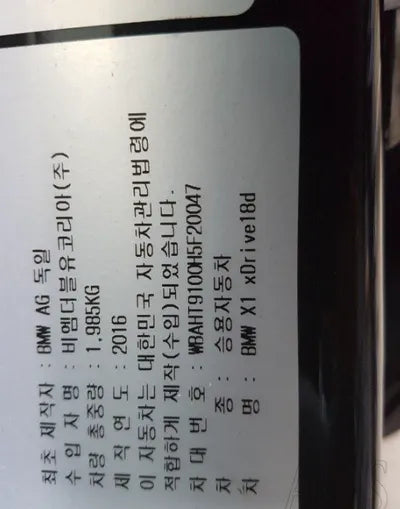 최초 제작자 : BMW AG 독일
수 입 자 명 : 비엠더블유코리아(주)
차량 총중량 : 1,985KG
제 작 연 도 : 2016
이 자동차는 대한민국 자동차관리법령에
적합하게 제작(수입)되었습니다.
차 대 번 호 : WBAHT9100H5F20047
차 종 : 승용자동차
차 명 : BMW X1 xDrive18d